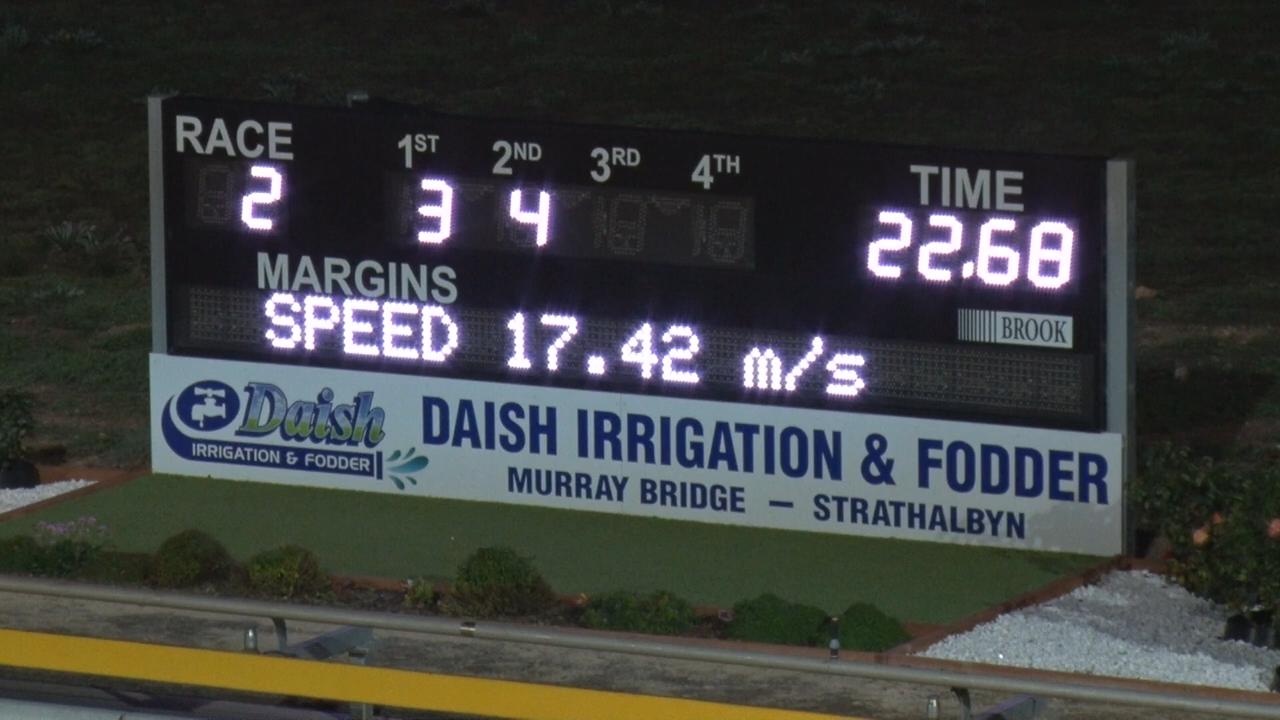 RACE 1ST 2ND 3RD 4TH TIME
2 3 4 22.68
MARGINS
BROOK
SPEED 17.42 m/s
Daish
IRRIGATION & FODDER
DAISH IRRIGATION & FODDER
MURRAY BRIDGE — STRATHALBYN